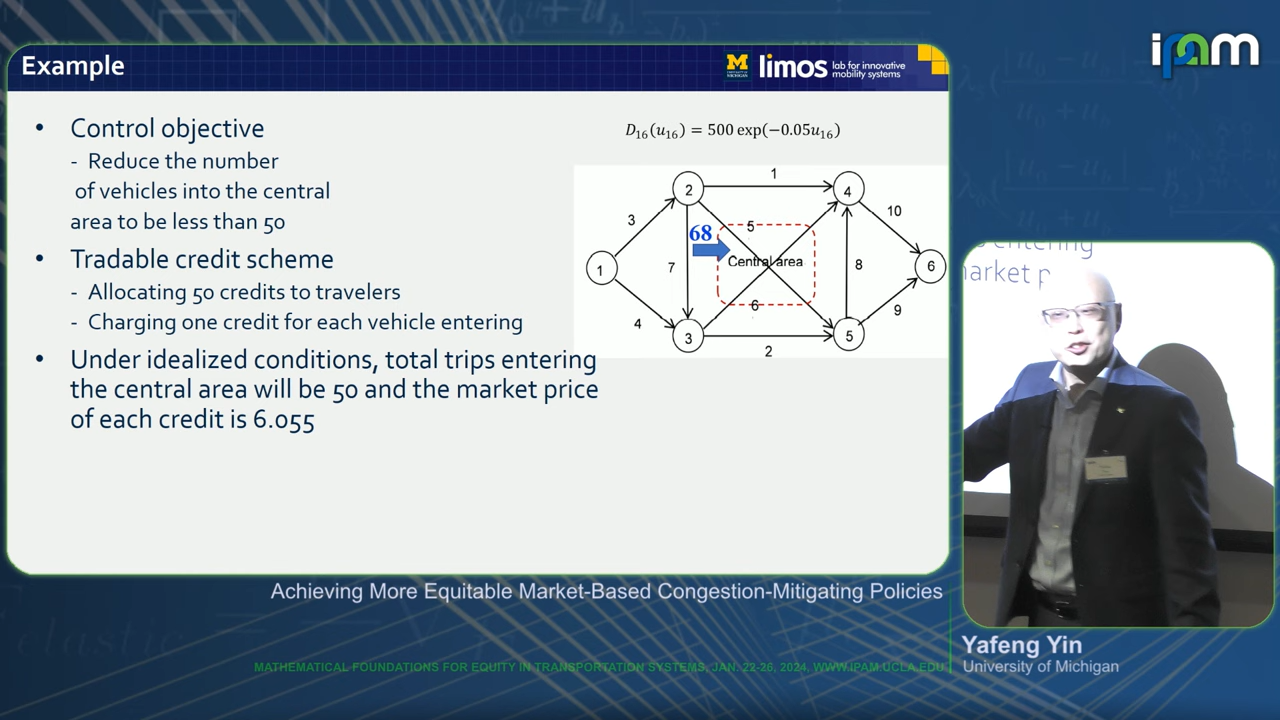 ipam
Example
M
limos lab for innovative
mobility systems
• Control objective
- Reduce the number
of vehicles into the central
area to be less than 50
• Tradable credit scheme
- Allocating 50 credits to travelers
- Charging one credit for each vehicle entering
• Under idealized conditions, total trips entering
the central area will be 50 and the market price
of each credit is 6.055
D₁₆(u₁₆) = 500 exp(−0.05u₁₆)
1
2
4
3
5
10
68
1
7
Central area
8
6
4
6
9
3
5
2
entering
market p
Achieving More Equitable Market-Based Congestion-Mitigating Policies
Yafeng Yin
University of Michigan
MATHEMATICAL FOUNDATIONS FOR EQUITY IN TRANSPORTATION SYSTEMS, JAN. 22-26, 2024, WWW.IPAM.UCLA.EDU